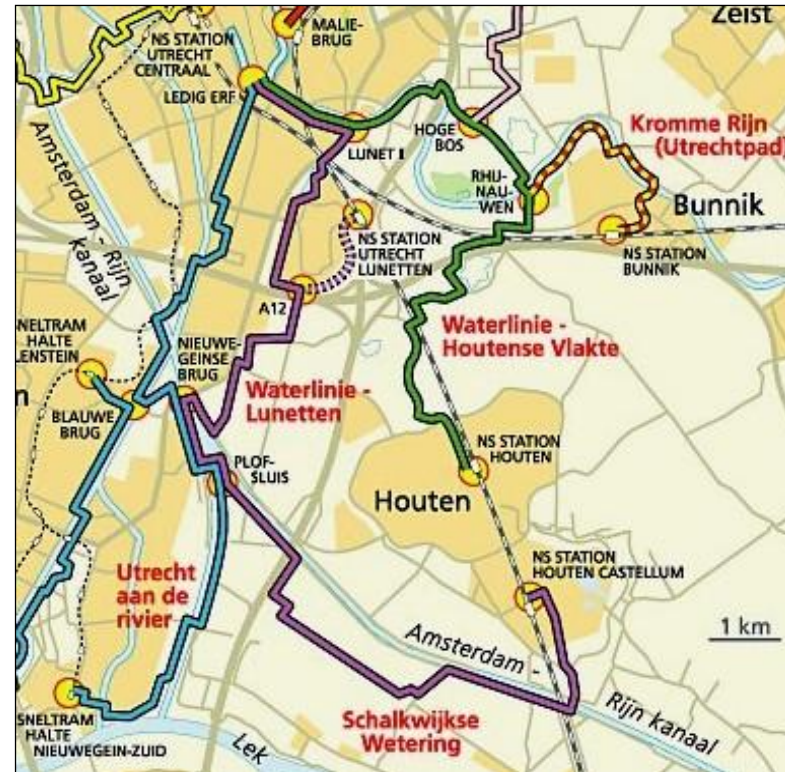 Zeist
NS STATION
UTRECHT
CENTRAAL
MALIE-
BRUG
LEDIG ERF
LUNET I
HOGE
BOS
Kromme Rijn
(Utrechtpad)
RHIJ-
NAU-
WEN
Bunnik
NS STATION
BUNNIK
Amsterdam - Rijn
kanaal
NS STATION
UTRECHT
LUNETTEN
A12
SNELTRAM
HALTE
LENSTEIN
NIEUWE-
GEINSE
BRUG
Waterlinie -
Houtense Vlakte
Waterlinie -
Lunetten
n
BLAUWE
BRUG
PLOF-
SLUIS
NS STATION
HOUTEN
Houten
NS STATION
HOUTEN CASTELLUM
Utrecht
aan de
rivier
1 km
Amsterdam -
Rijn kanaal
Schalkwijkse
Wetering
SNELTRAM
HALTE
NIEUWEGEIN-ZUID
Lek